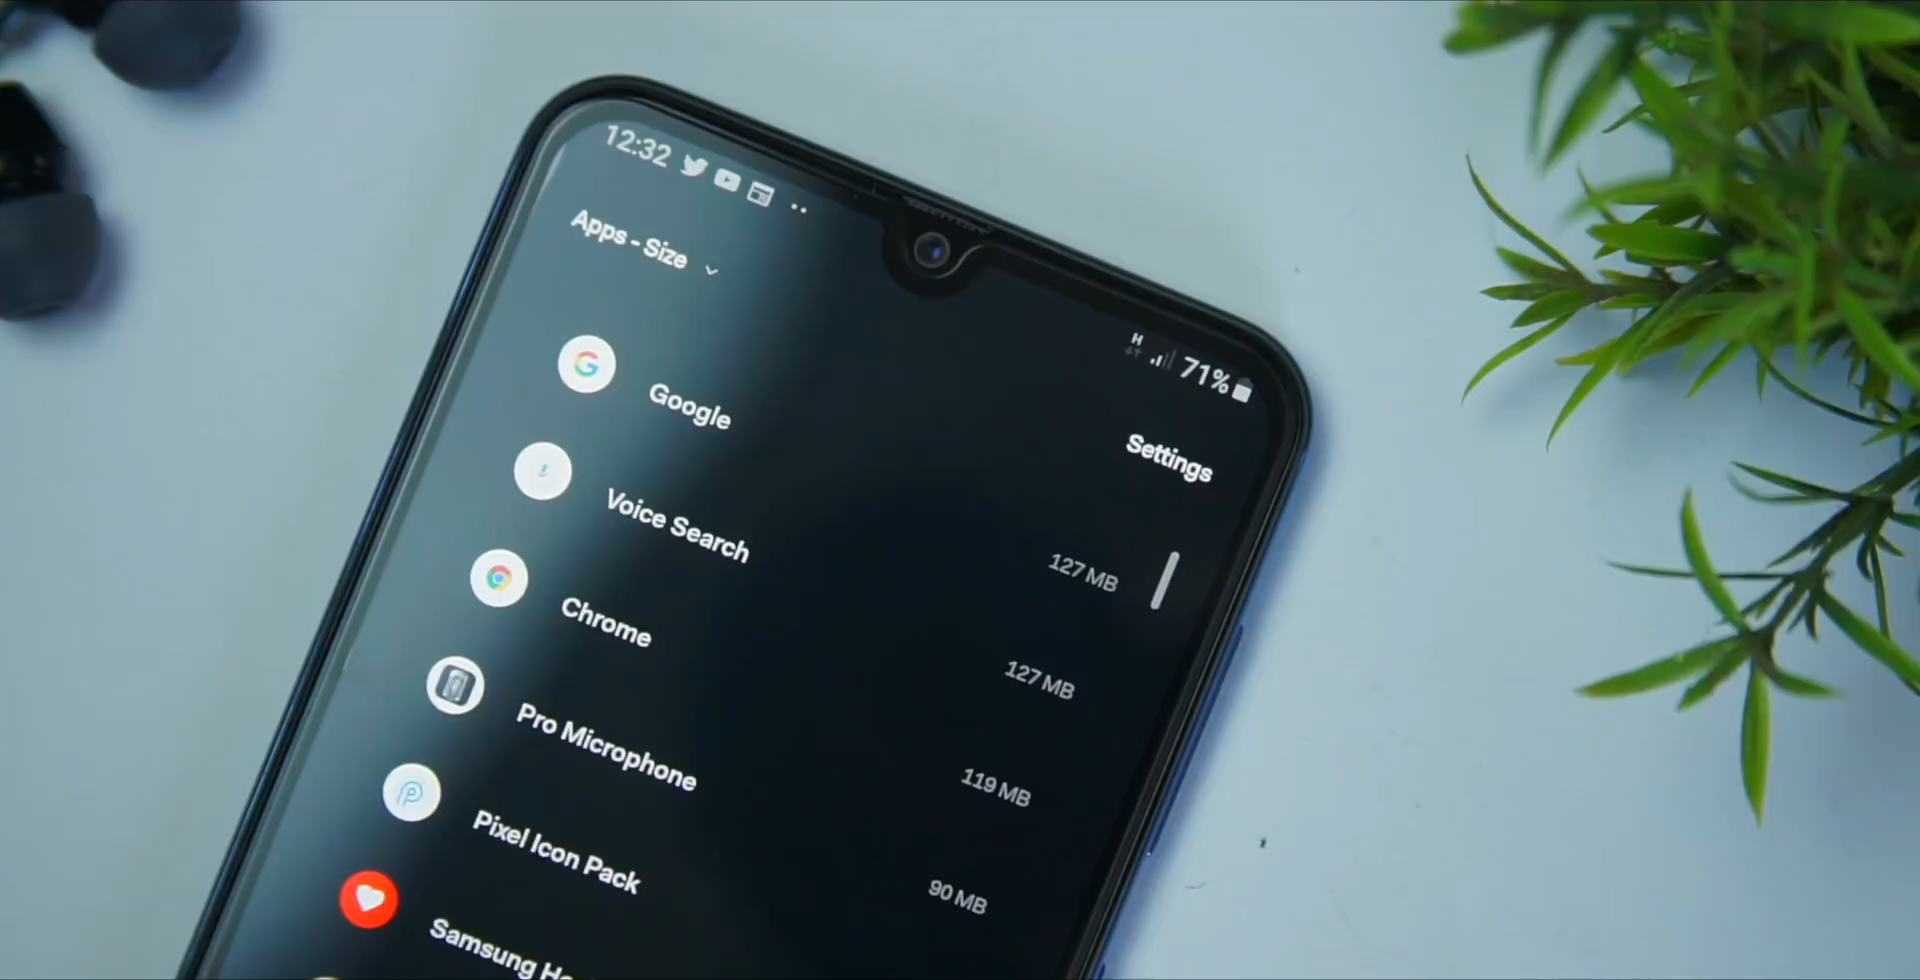 12:32
H 71%
Apps - Size
Settings
Google 127 MB
Voice Search 127 MB
Chrome 119 MB
Pro Microphone 90 MB
Pixel Icon Pack
Samsung